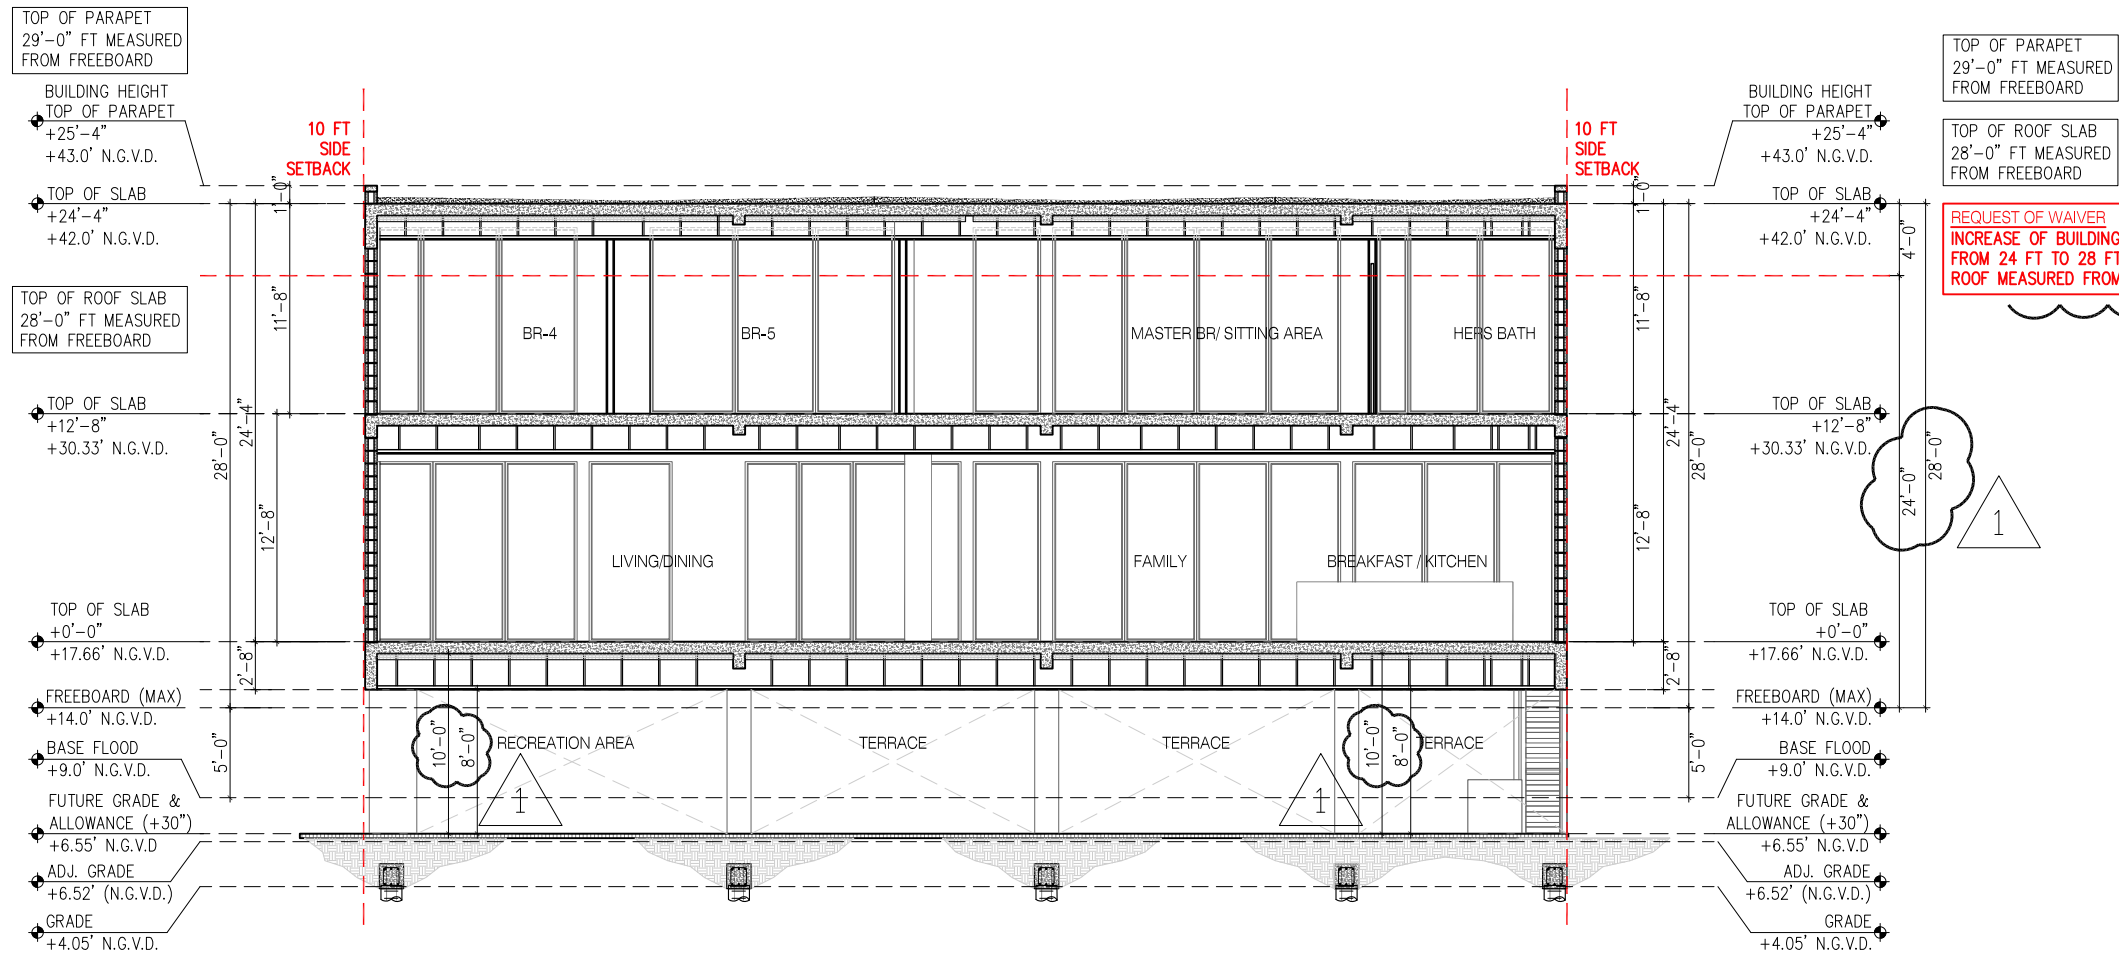 TOP OF PARAPET
29'-0" FT MEASURED
FROM FREEBOARD
BUILDING HEIGHT
TOP OF PARAPET
+25'-4"
+43.0' N.G.V.D.
TOP OF SLAB
+24'-4"
+42.0' N.G.V.D.
TOP OF ROOF SLAB
28'-0" FT MEASURED
FROM FREEBOARD
TOP OF SLAB
+12'-8"
+30.33' N.G.V.D.
TOP OF SLAB
+0'-0"
+17.66' N.G.V.D.
FREEBOARD (MAX)
+14.0' N.G.V.D.
BASE FLOOD
+9.0' N.G.V.D.
FUTURE GRADE &
ALLOWANCE (+30")
+6.55' N.G.V.D
ADJ. GRADE
+6.52' (N.G.V.D.)
GRADE
+4.05' N.G.V.D.
28'-0"
24'-4"
1'-0"
11'-8"
12'-8"
2'-8"
5'-0"
10 FT
SIDE
SETBACK
BR-4
BR-5
MASTER BR/ SITTING AREA
HERS BATH
LIVING/DINING
FAMILY
BREAKFAST / KITCHEN
10'-0"
8'-0"
RECREATION AREA
1
TERRACE
TERRACE
1
10'-0"
8'-0"
TERRACE
10 FT
SIDE
SETBACK
1'-0"
11'-8"
12'-8"
24'-4"
2'-8"
28'-0"
5'-0"
BUILDING HEIGHT
TOP OF PARAPET
+25'-4"
+43.0' N.G.V.D.
TOP OF SLAB
+24'-4"
+42.0' N.G.V.D.
TOP OF SLAB
+12'-8"
+30.33' N.G.V.D.
TOP OF SLAB
+0'-0"
+17.66' N.G.V.D.
FREEBOARD (MAX)
+14.0' N.G.V.D.
BASE FLOOD
+9.0' N.G.V.D.
FUTURE GRADE &
ALLOWANCE (+30")
+6.55' N.G.V.D
ADJ. GRADE
+6.52' (N.G.V.D.)
GRADE
+4.05' N.G.V.D.
4'-0"
24'-0"
28'-0"
1
TOP OF PARAPET
29'-0" FT MEASURED
FROM FREEBOARD
TOP OF ROOF SLAB
28'-0" FT MEASURED
FROM FREEBOARD
REQUEST OF WAIVER
INCREASE OF BUILDING
FROM 24 FT TO 28 FT
ROOF MEASURED FROM